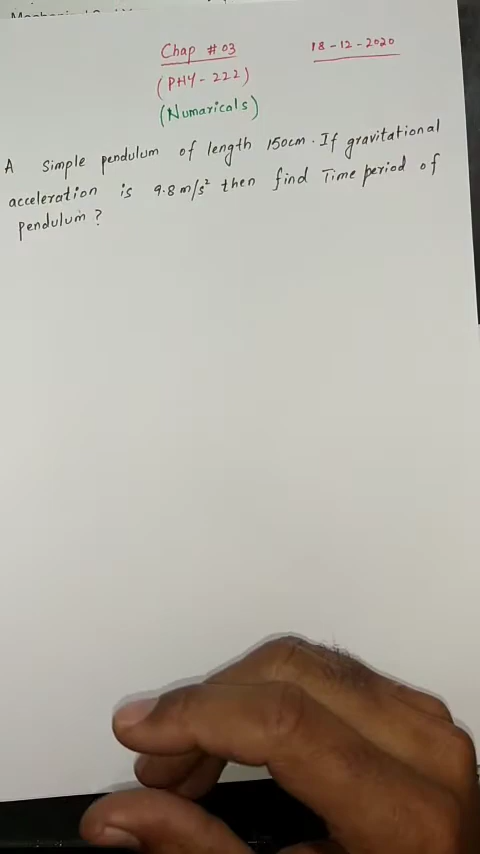 Chap # 03
18-12-2020
(PHY-222)
(Numaricals)
A simple pendulum of length 150cm. If gravitational
acceleration is 9.8 m/s² then find Time period of
pendulum?